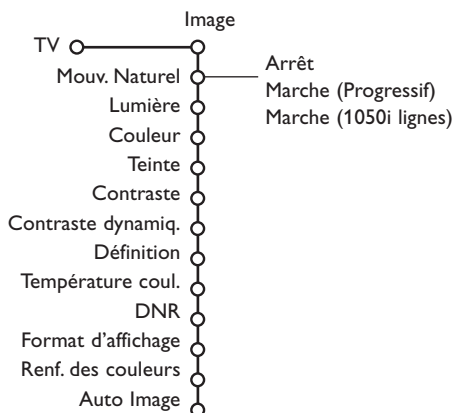 Image
TV
Mouv. Naturel
Arrêt
Marche (Progressif)
Marche (1050i lignes)
Lumière
Couleur
Teinte
Contraste
Contraste dynamiq.
Définition
Température coul.
DNR
Format d'affichage
Renf. des couleurs
Auto Image